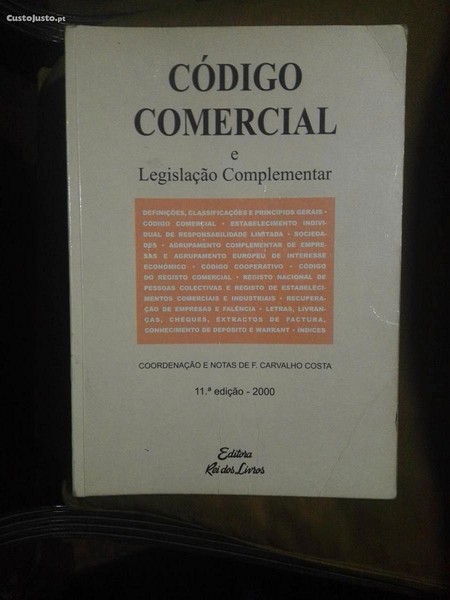 CustoJusto.pt
CÓDIGO
COMERCIAL
e
Legislação Complementar
DEFINIÇÕES, CLASSIFICAÇÕES E PRINCÍPIOS GERAIS •
CÓDIGO COMERCIAL • ESTABELECIMENTO INDIVI-
DUAL DE RESPONSABILIDADE LIMITADA • SOCIEDA-
DES • AGRUPAMENTO COMPLEMENTAR DE EMPRE-
SAS E AGRUPAMENTO EUROPEU DE INTERESSE
ECONÓMICO • CÓDIGO COOPERATIVO • CÓDIGO
DO REGISTO COMERCIAL • REGISTO NACIONAL DE
PESSOAS COLECTIVAS E REGISTO DE ESTABELECI-
MENTOS COMERCIAIS E INDUSTRIAIS • RECUPERA-
ÇÃO DE EMPRESAS E FALÊNCIA • LETRAS, LIVRAN-
ÇAS, CHEQUES, EXTRACTOS DE FACTURA,
CONHECIMENTO DE DEPOSITO E WARRANT • ÍNDICES
COORDENAÇÃO E NOTAS DE F. CARVALHO COSTA
11.ª edição - 2000
Editora
Rei dos Livros